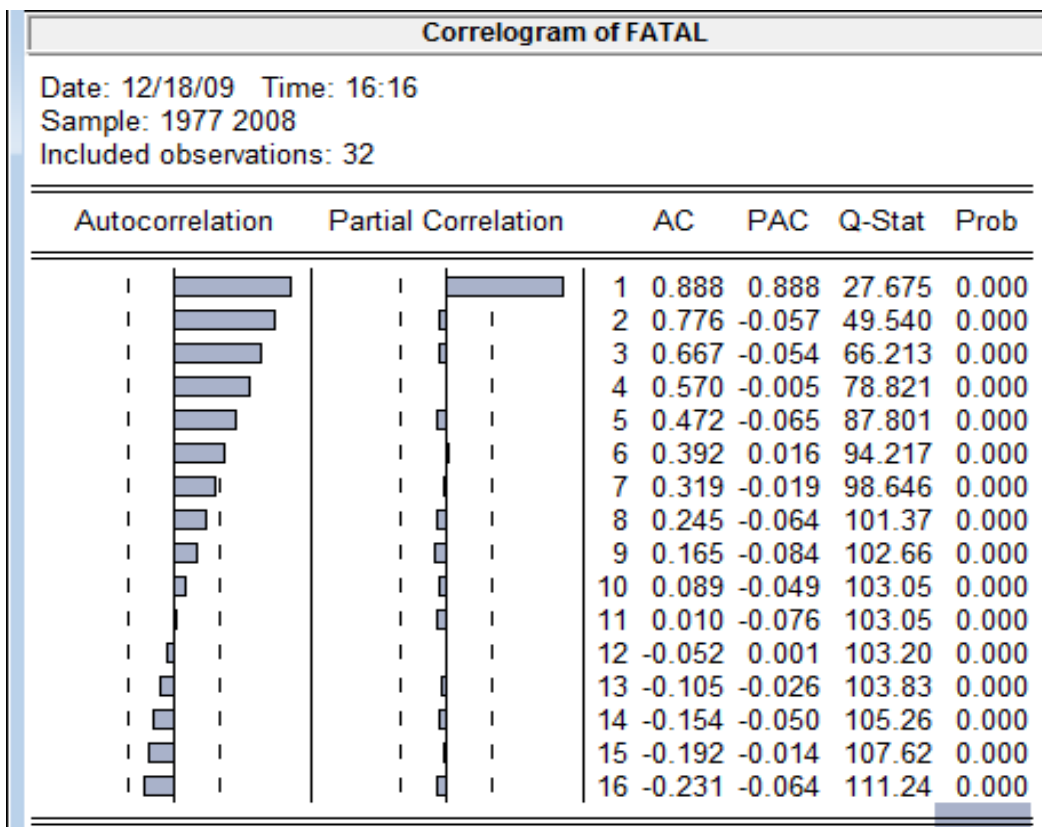 Correlogram of FATAL
Date: 12/18/09 Time: 16:16
Sample: 1977 2008
Included observations: 32
Autocorrelation Partial Correlation AC PAC Q-Stat Prob
1 0.888 0.888 27.675 0.000
2 0.776 -0.057 49.540 0.000
3 0.667 -0.054 66.213 0.000
4 0.570 -0.005 78.821 0.000
5 0.472 -0.065 87.801 0.000
6 0.392 0.016 94.217 0.000
7 0.319 -0.019 98.646 0.000
8 0.245 -0.064 101.37 0.000
9 0.165 -0.084 102.66 0.000
10 0.089 -0.049 103.05 0.000
11 0.010 -0.076 103.05 0.000
12 -0.052 0.001 103.20 0.000
13 -0.105 -0.026 103.83 0.000
14 -0.154 -0.050 105.26 0.000
15 -0.192 -0.014 107.62 0.000
16 -0.231 -0.064 111.24 0.000